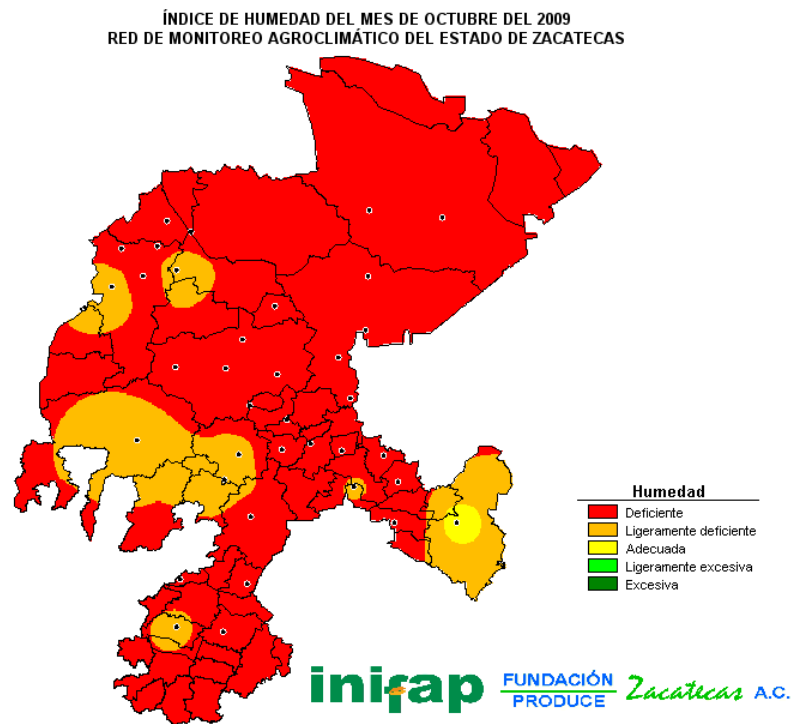 ÍNDICE DE HUMEDAD DEL MES DE OCTUBRE DEL 2009
RED DE MONITOREO AGROCLIMÁTICO DEL ESTADO DE ZACATECAS
Humedad
Deficiente
Ligeramente deficiente
Adecuada
Ligeramente excesiva
Excesiva
inifap
FUNDACIÓN
PRODUCE
Zacatecas A.C.